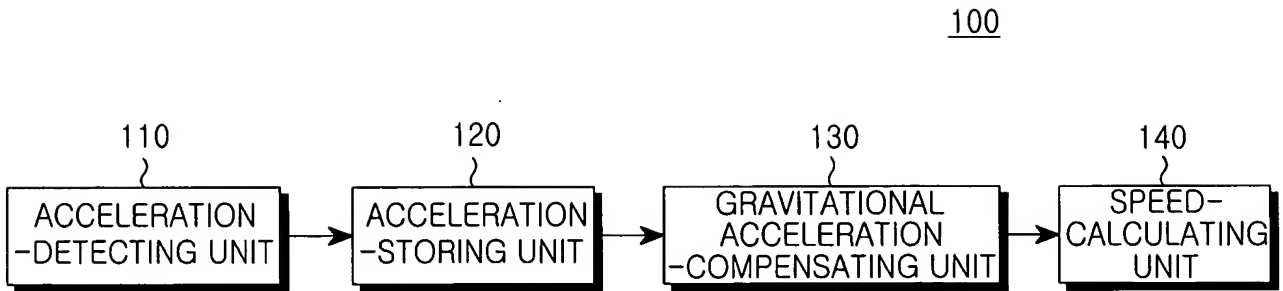 100
110
120
130
140
ACCELERATION
-DETECTING UNIT
ACCELERATION
-STORING UNIT
GRAVITATIONAL
ACCELERATION
-COMPENSATING UNIT
SPEED-
CALCULATING
UNIT